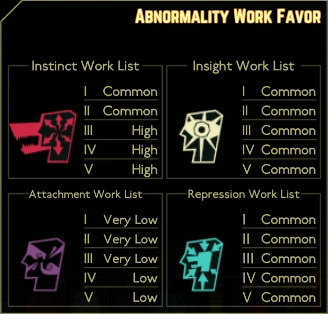 Abnormality Work Favor
Instinct Work List
I Common
II Common
III High
IV High
V High
Insight Work List
I Common
II Common
III Common
IV Common
V Common
Attachment Work List
I Very Low
II Very Low
III Very Low
IV Low
V Low
Repression Work List
I Common
II Common
III Common
IV Common
V Common